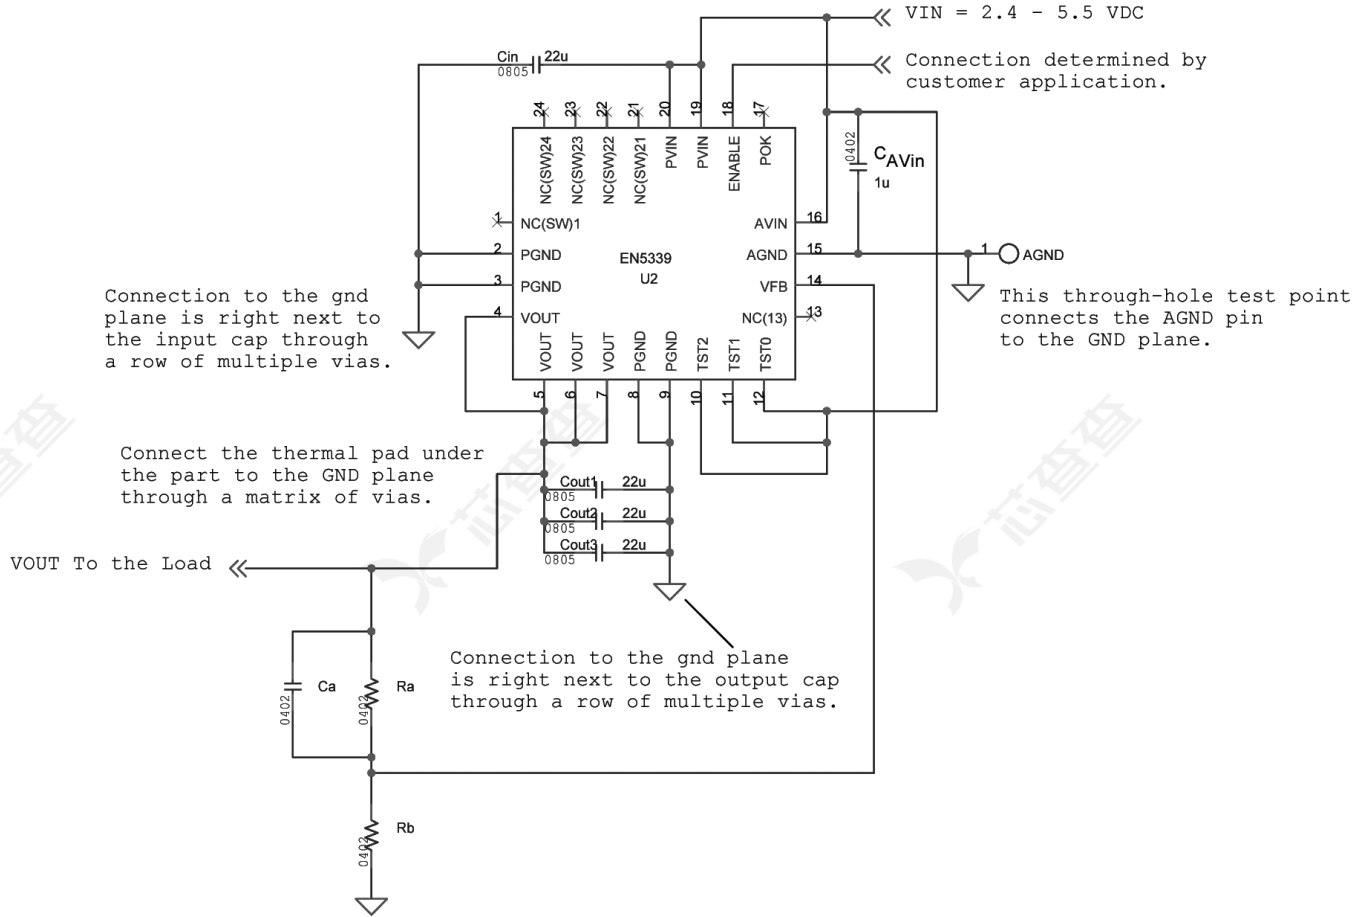 VIN = 2.4 - 5.5 VDC
Cin
22u
0805
Connection determined by
customer application.
24
23
22
21
20
19
18
17
NC(SW)24
NC(SW)23
NC(SW)22
NC(SW)21
PVIN
PVIN
ENABLE
POK
0402
CAVin
1u
1
NC(SW)1
AVIN
16
2
PGND
EN5339
AGND
15
1
AGND
U2
3
PGND
VFB
14
4
VOUT
NC(13)
13
Connection to the gnd
plane is right next to
the input cap through
a row of multiple vias.
This through-hole test point
connects the AGND pin
to the GND plane.
VOUT
VOUT
VOUT
PGND
PGND
TST2
TST1
TST0
5
6
7
8
9
10
11
12
Connect the thermal pad under
the part to the GND plane
through a matrix of vias.
Cout1
22u
0805
Cout2
22u
0805
Cout3
22u
0805
VOUT To the Load
Connection to the gnd plane
is right next to the output cap
through a row of multiple vias.
Ca
0402
Ra
0402
Rb
0402
芯查查
芯查查
查查